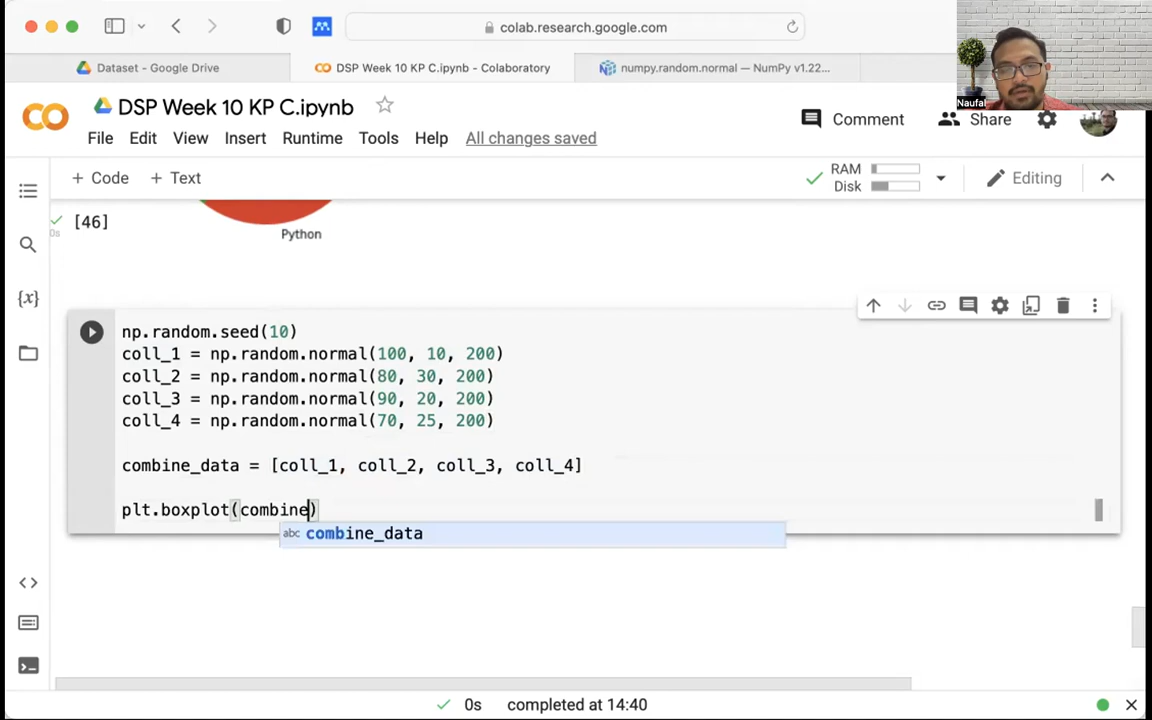 colab.research.google.com
Dataset - Google Drive
DSP Week 10 KP C.ipynb - Colaboratory
numpy.random.normal — NumPy v1.22...
Naufal
DSP Week 10 KP C.ipynb
File Edit View Insert Runtime Tools Help All changes saved
Comment Share
+ Code + Text
RAM
Disk
Editing
[46]
0s
Python
{x}
np.random.seed(10)
coll_1 = np.random.normal(100, 10, 200)
coll_2 = np.random.normal(80, 30, 200)
coll_3 = np.random.normal(90, 20, 200)
coll_4 = np.random.normal(70, 25, 200)
combine_data = [coll_1, coll_2, coll_3, coll_4]
plt.boxplot(combine)
abc combine_data
0s completed at 14:40